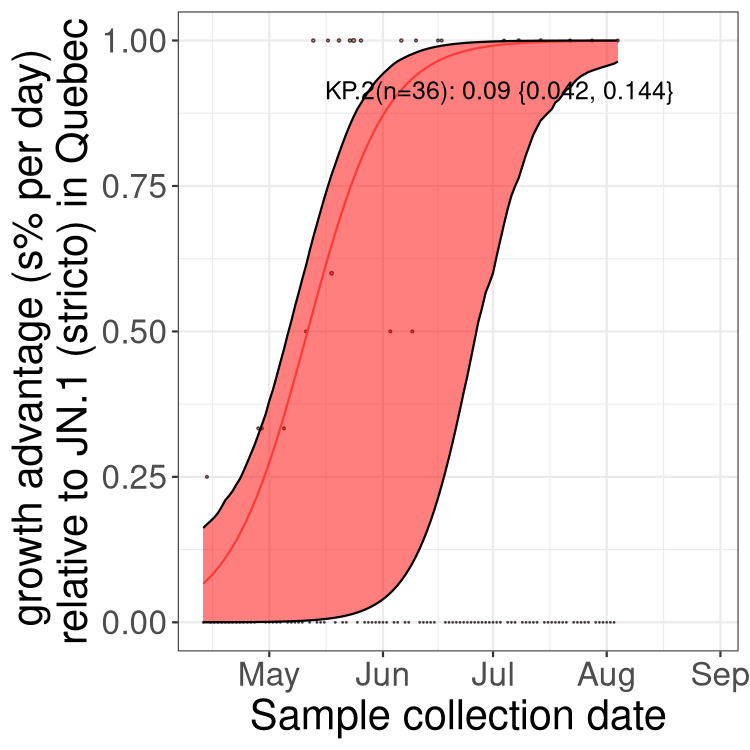 growth advantage (s% per day)
relative to JN.1 (stricto) in Quebec
1.00
0.75
0.50
0.25
0.00
KP.2(n=36): 0.09 {0.042, 0.144}
May Jun Jul Aug Sep
Sample collection date